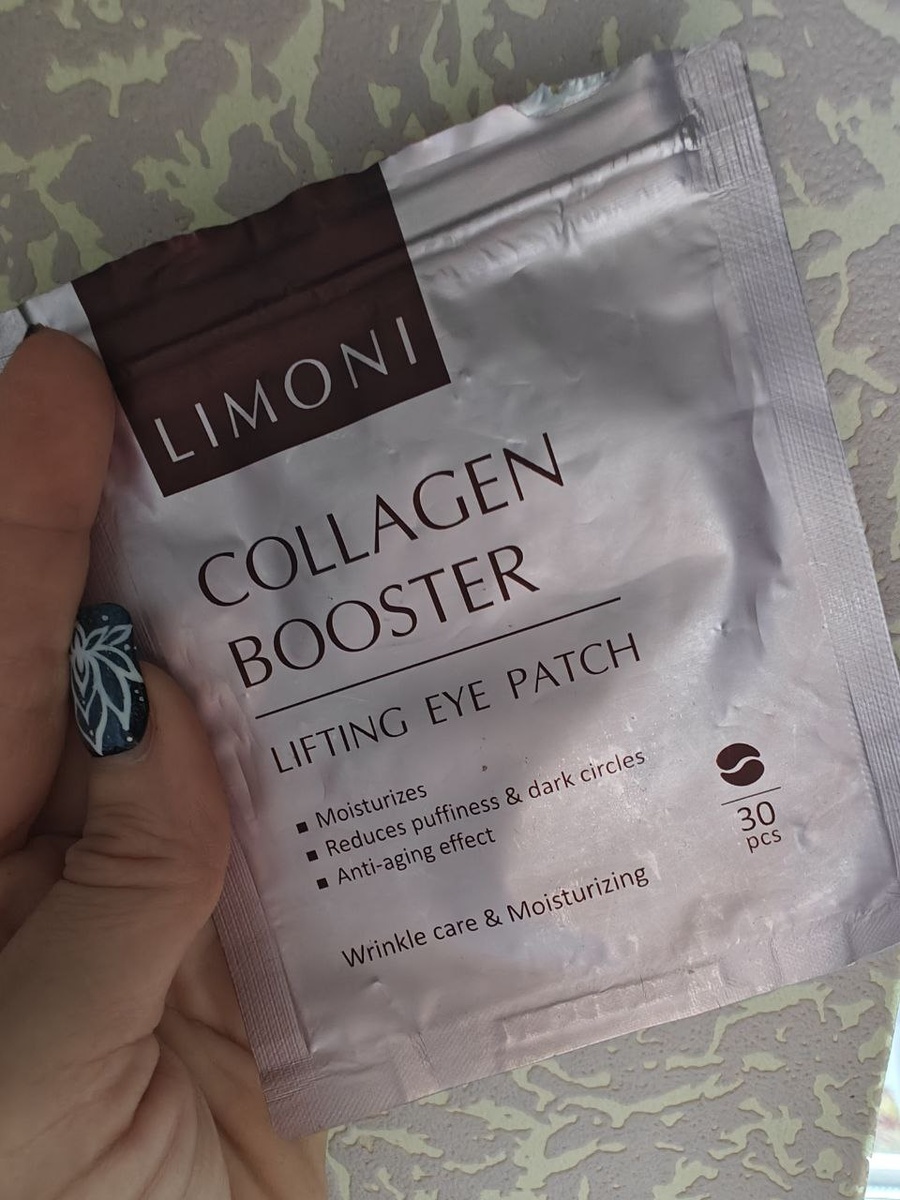 LIMONI
COLLAGEN
BOOSTER
LIFTING EYE PATCH
▪ Moisturizes
▪ Reduces puffiness & dark circles
▪ Anti-aging effect
30
pcs
Wrinkle care & Moisturizing